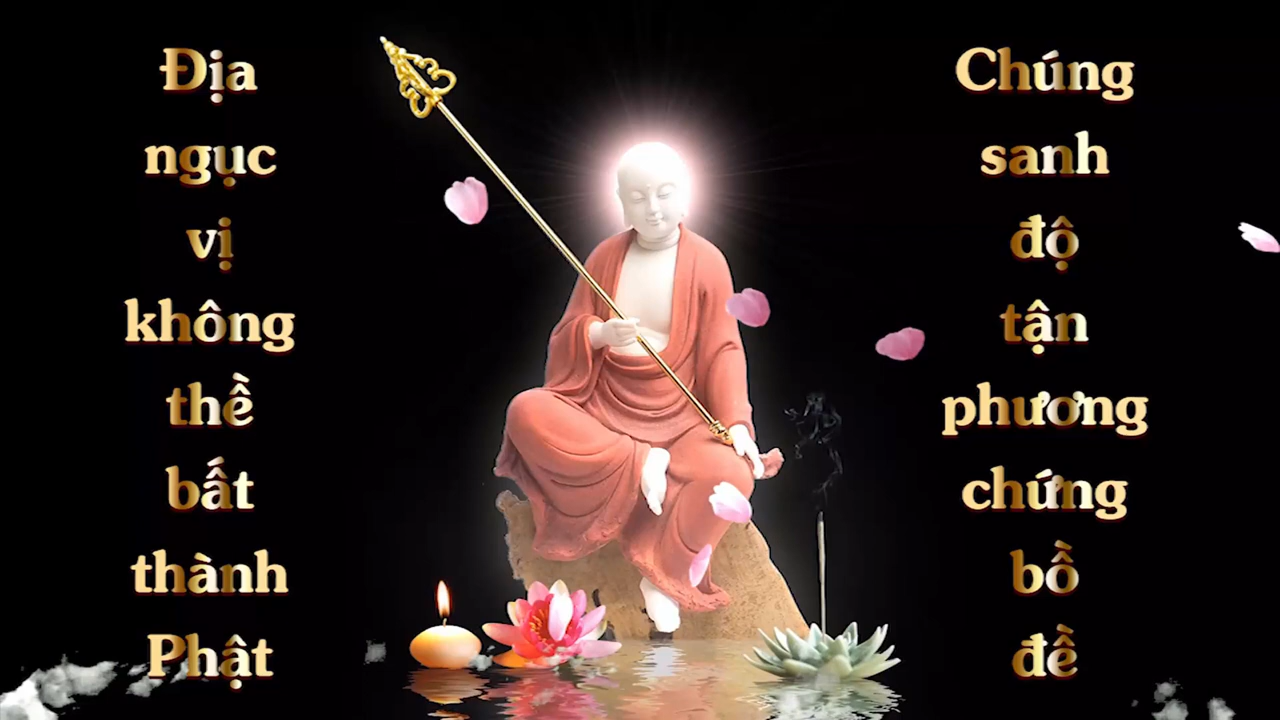 Địa
ngục
vị
không
thề
bất
thành
Phật
Chúng
sanh
độ
tận
phương
chứng
bồ
đề